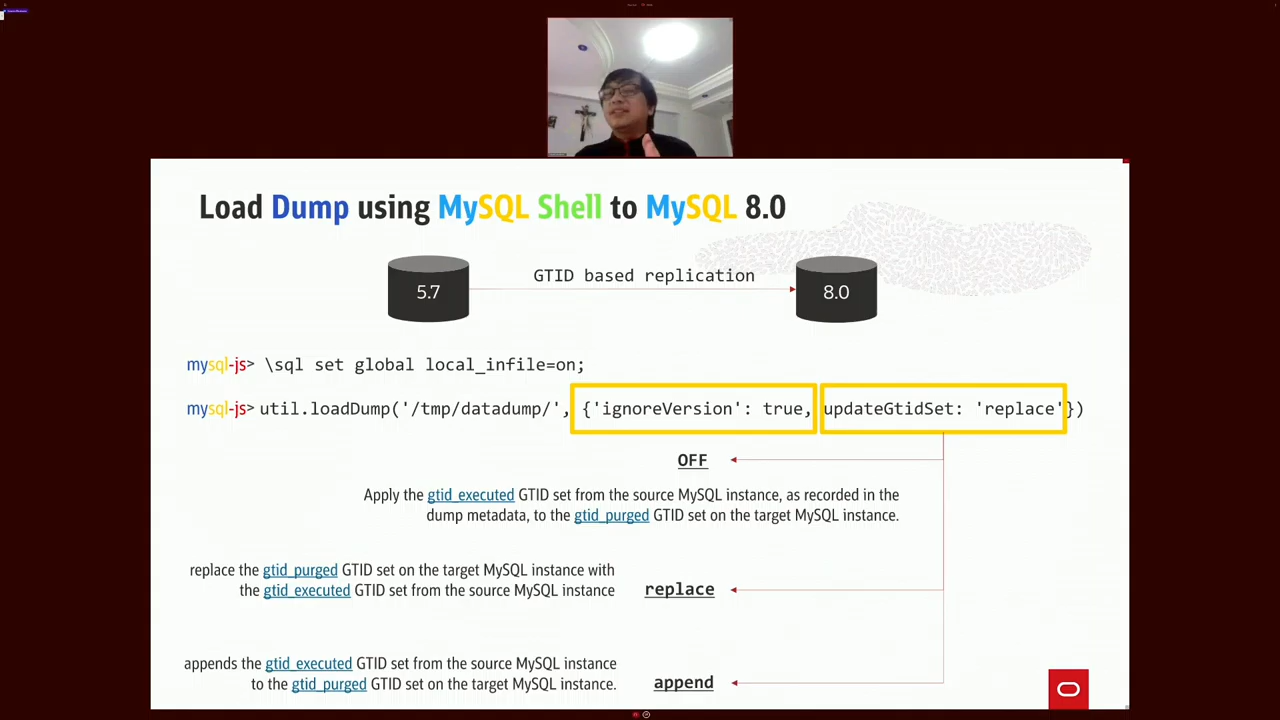 Load Dump using MySQL Shell to MySQL 8.0
GTID based replication
5.7
8.0
mysql-js> \sql set global local_infile=on;
mysql-js> util.loadDump('/tmp/datadump/', {'ignoreVersion': true, updateGtidSet: 'replace'})
OFF
Apply the gtid_executed GTID set from the source MySQL instance, as recorded in the
dump metadata, to the gtid_purged GTID set on the target MySQL instance.
replace the gtid_purged GTID set on the target MySQL instance with
the gtid_executed GTID set from the source MySQL instance
replace
appends the gtid_executed GTID set from the source MySQL instance
to the gtid_purged GTID set on the target MySQL instance.
append